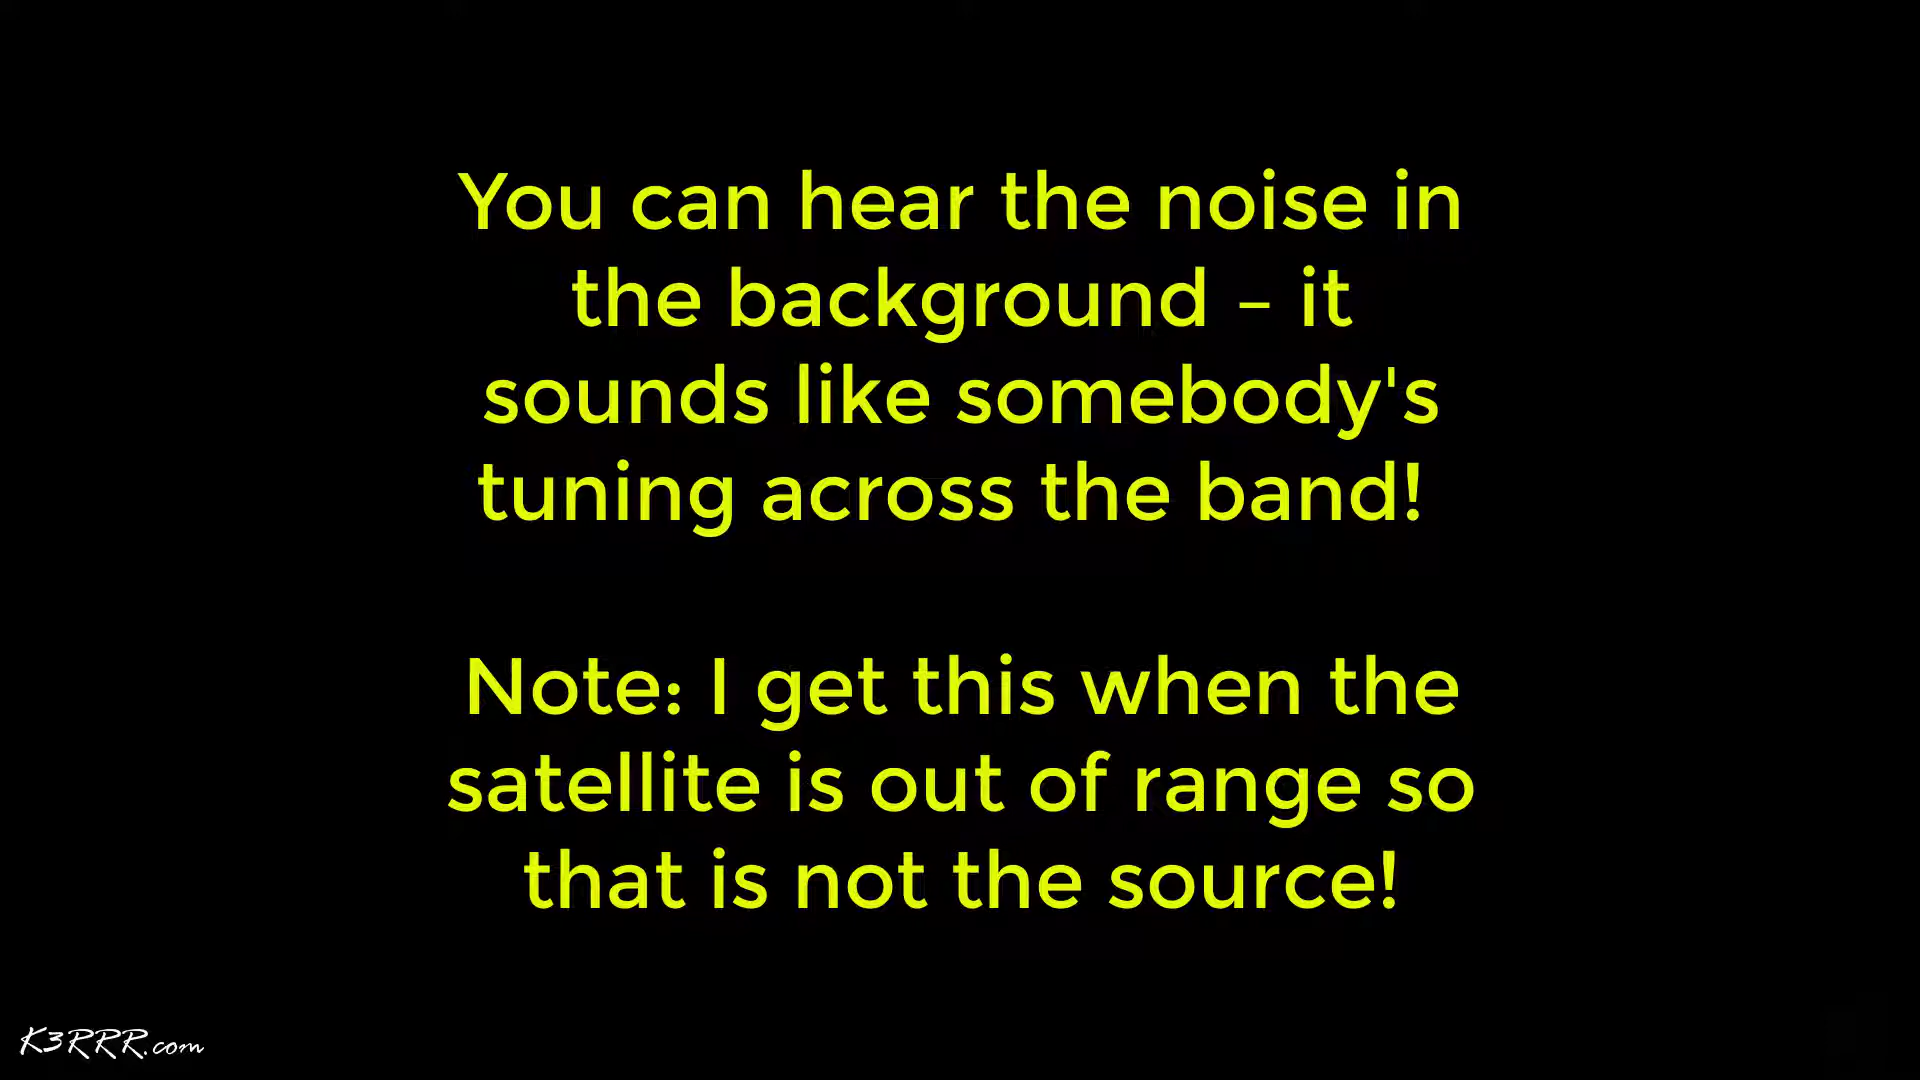 You can hear the noise in
the background – it
sounds like somebody's
tuning across the band!
Note: I get this when the
satellite is out of range so
that is not the source!
K3RRR.com